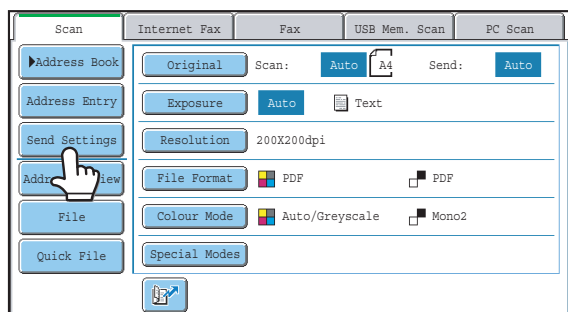 Scan Internet Fax Fax USB Mem. Scan PC Scan
Address Book Original Scan: Auto A4 Send: Auto
Address Entry Exposure Auto Text
Send Settings Resolution 200X200dpi
File Format PDF PDF
File Colour Mode Auto/Greyscale Mono2
Quick File Special Modes